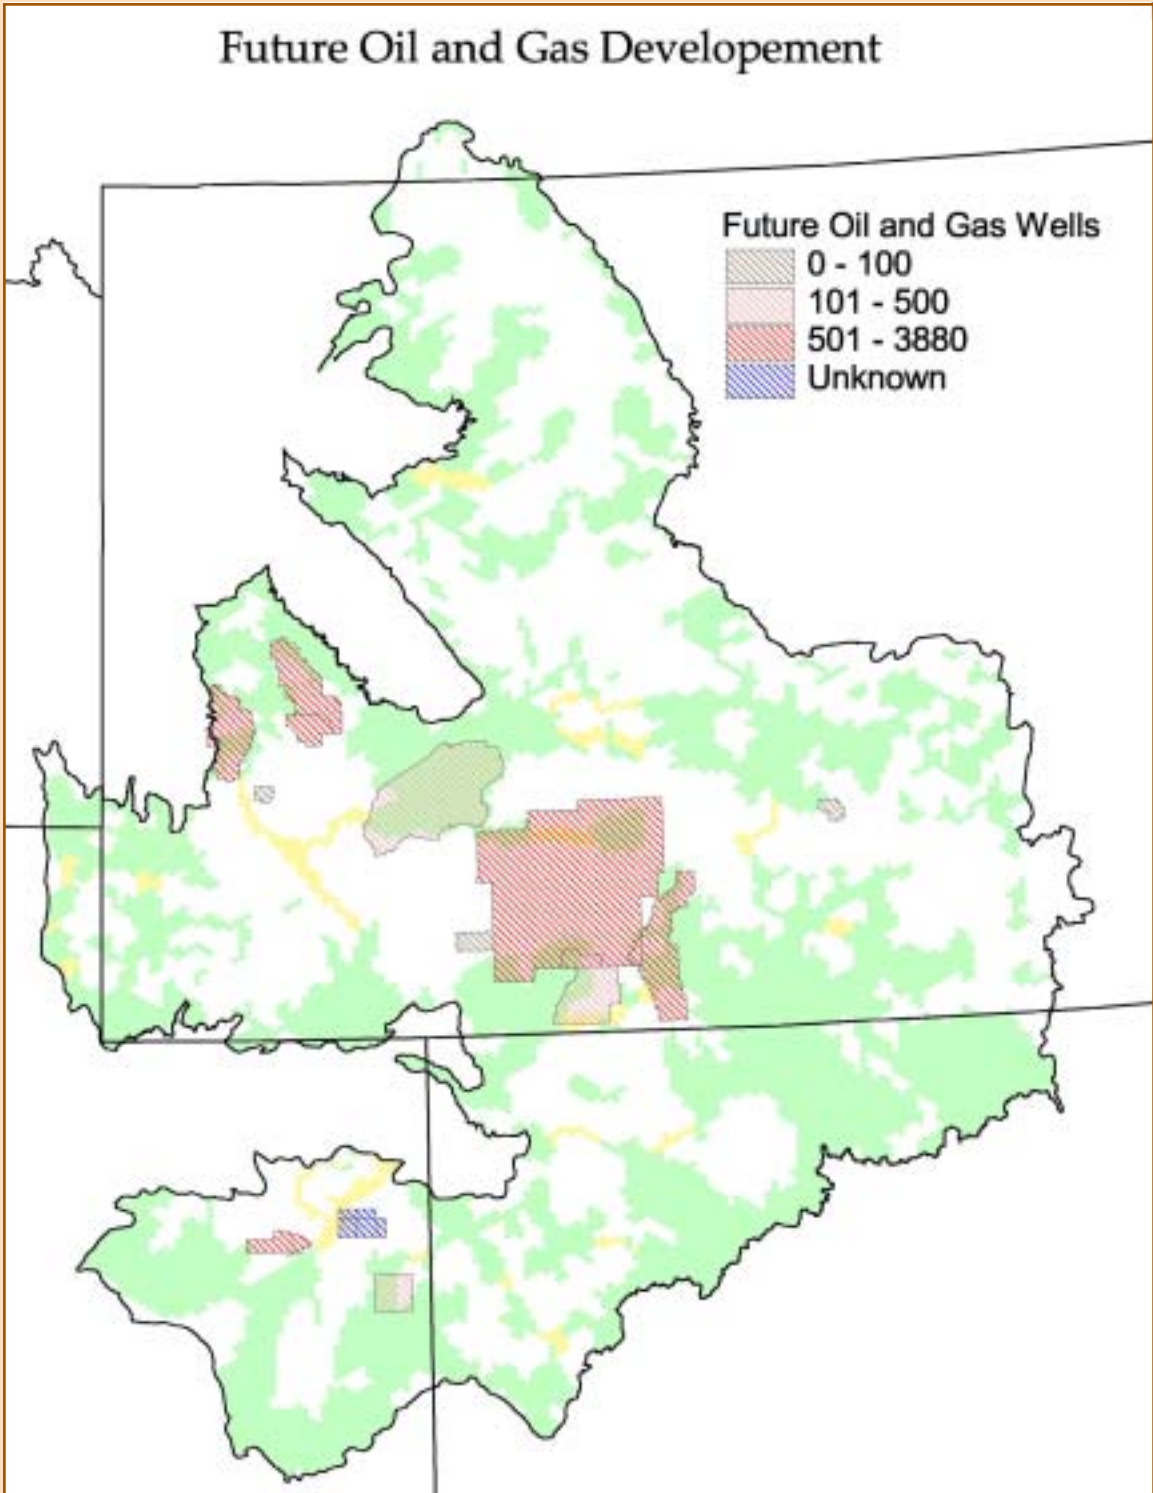 Future Oil and Gas Developement
Future Oil and Gas Wells
0 - 100
101 - 500
501 - 3880
Unknown